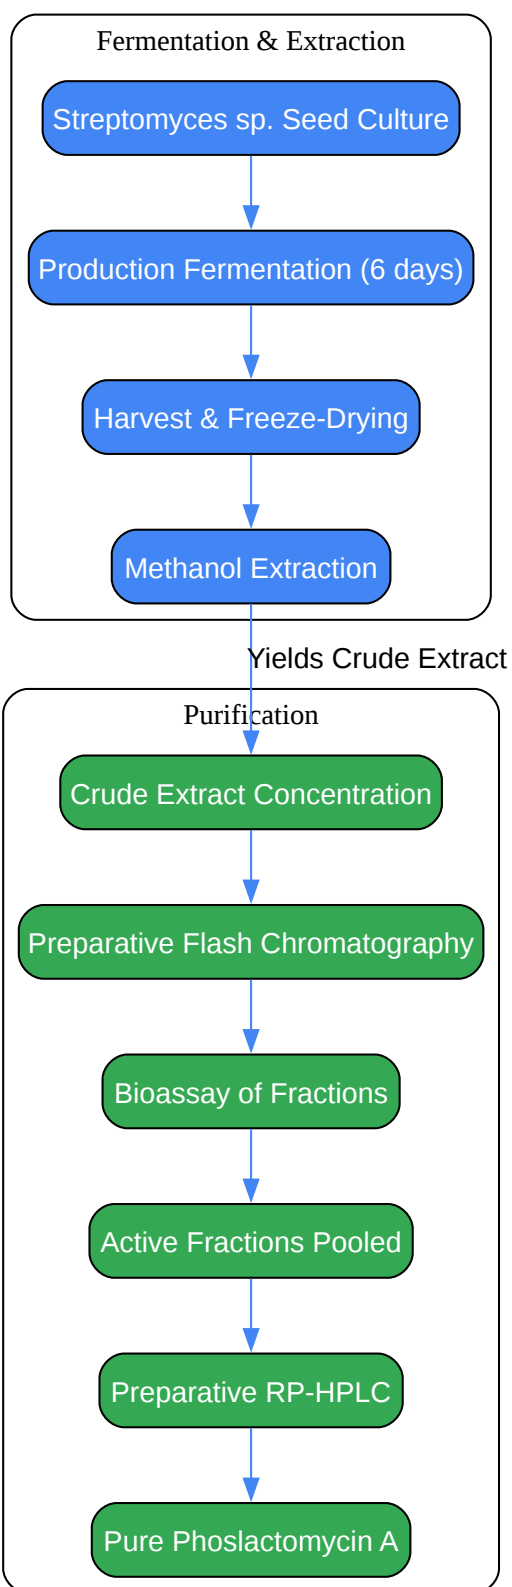 Fermentation & Extraction
Streptomyces sp. Seed Culture
Production Fermentation (6 days)
Harvest & Freeze-Drying
Methanol Extraction
Yields Crude Extract
Purification
Crude Extract Concentration
Preparative Flash Chromatography
Bioassay of Fractions
Active Fractions Pooled
Preparative RP-HPLC
Pure Phoslactomycin A